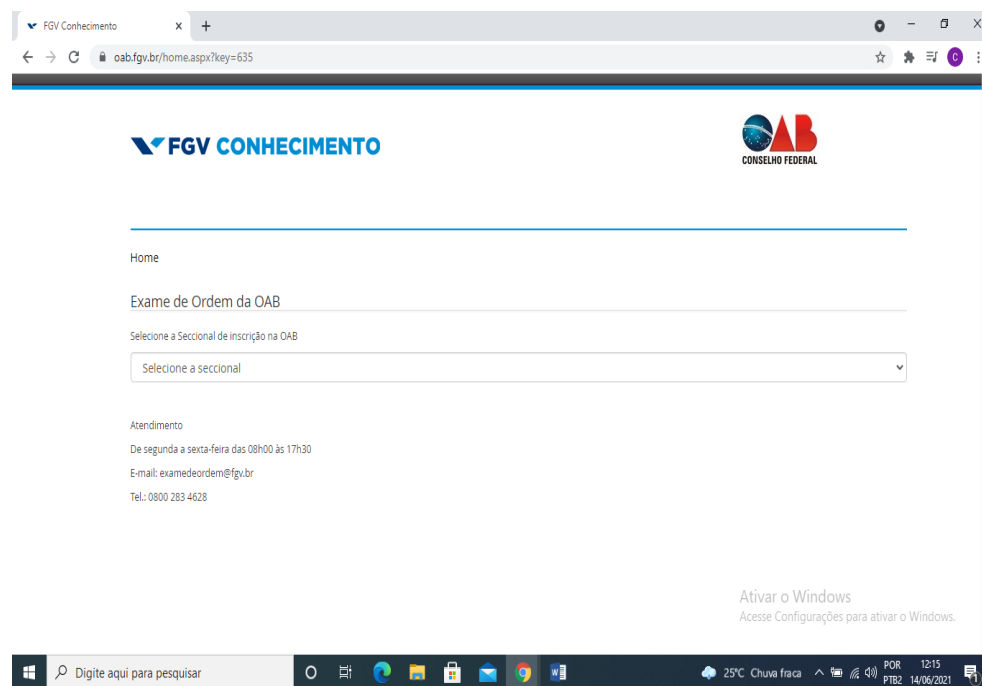 FGV Conhecimento
oab.fgv.br/home.aspx?key=635
C
FGV CONHECIMENTO
OAB
CONSELHO FEDERAL
Home
Exame de Ordem da OAB
Selecione a Seccional de inscrição na OAB
Selecione a seccional
Atendimento
De segunda a sexta-feira das 08h00 às 17h30
E-mail: examedeordem@fgv.br
Tel.: 0800 283 4628
Ativar o Windows
Acesse Configurações para ativar o Windows.
Digite aqui para pesquisar
W
25°C Chuva fraca
POR
PTB2
12:15
14/06/2021
1